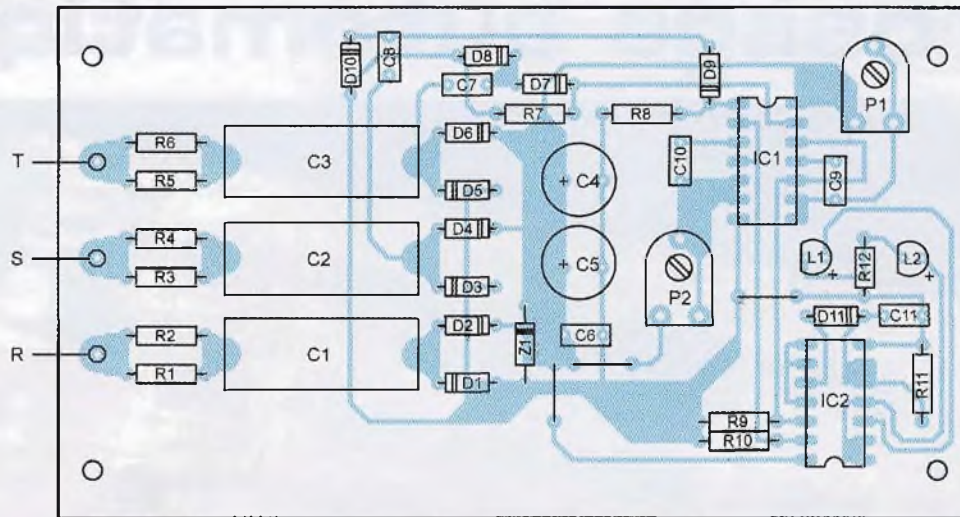 D10
C8
D8
D9
C7
D7
P1
R7
R8
D6
IC1
T
R6
C3
C10
R5
C4
C9
D5
R4
D4
S
C2
L1
R12
L2
R3
C5
P2
D3
R2
D2
D11
C11
C6
Z1
R
C1
R1
D1
R11
IC2
R9
R10